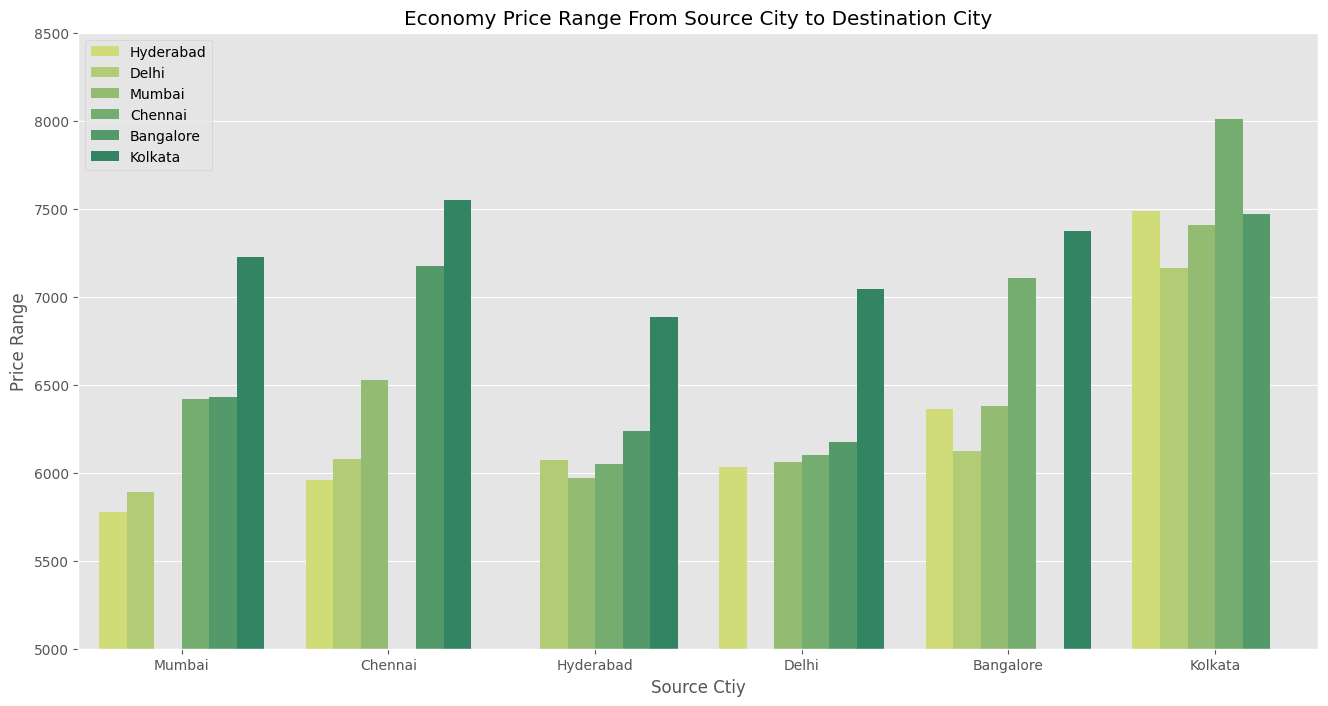 Economy Price Range From Source City to Destination City
8500
8000
7500
7000
6500
6000
5500
5000
Price Range
Hyderabad
Delhi
Mumbai
Chennai
Bangalore
Kolkata
Mumbai Chennai Hyderabad Delhi Bangalore Kolkata
Source Ctiy